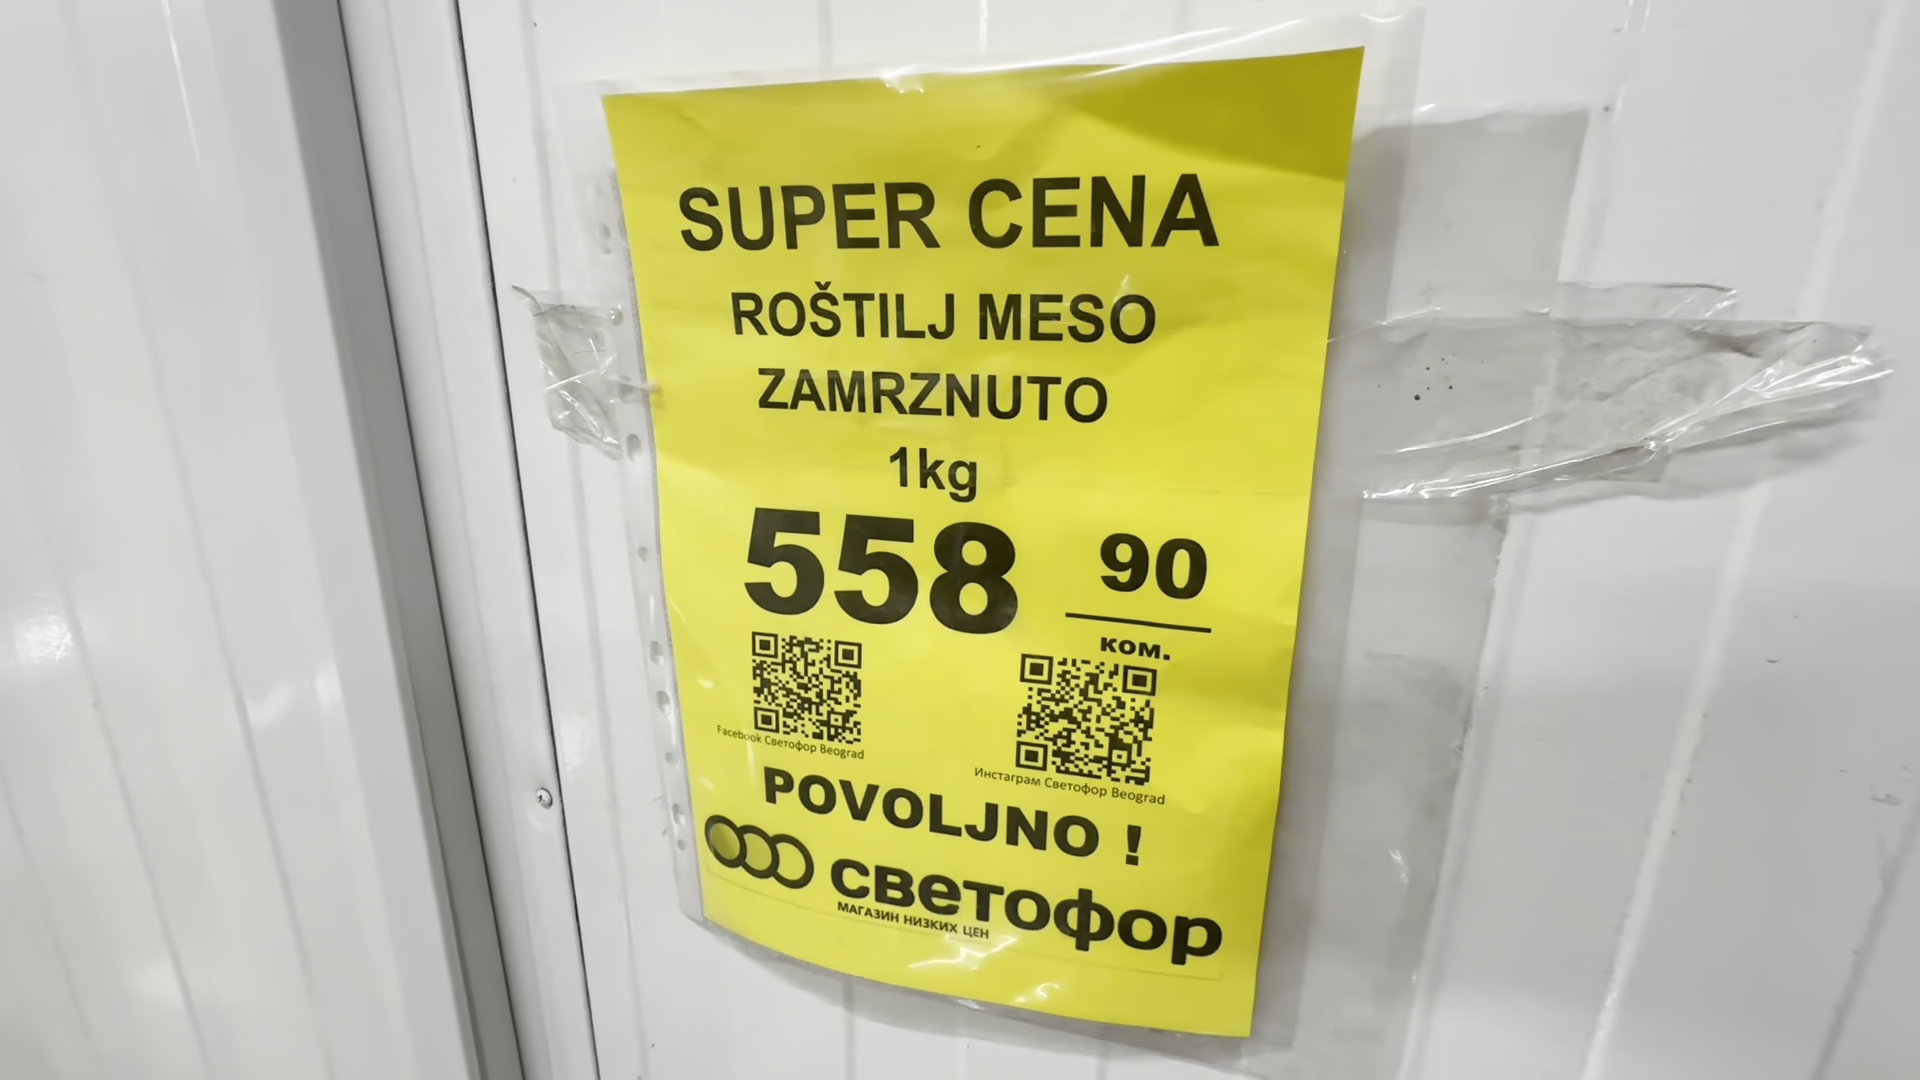 SUPER CENA
ROŠTILJ MESO
ZAMRZNUTO
1kg
558 90
ком.
Facebook Светофор Beograd
Инстаграм Светофор Beograd
POVOLJNO !
светофор
МАГАЗИН НИЗКИХ ЦЕН